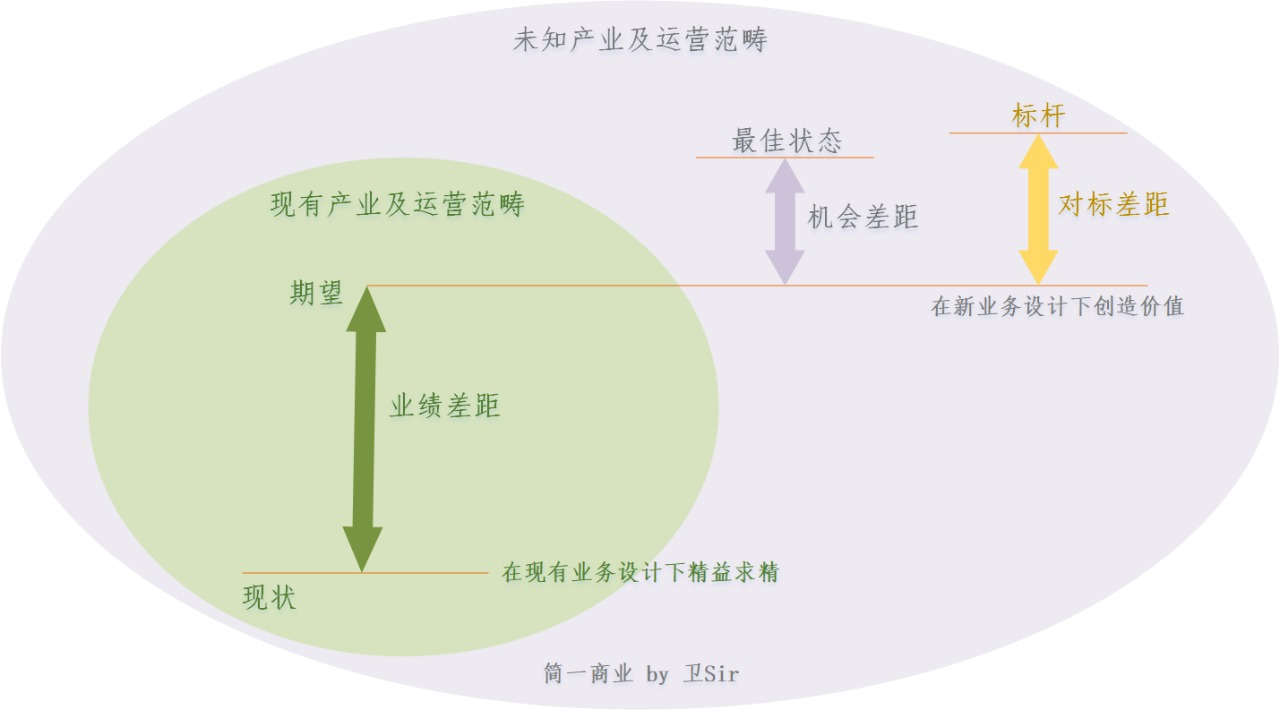 未知产业及运营范畴
标杆
最佳状态
现有产业及运营范畴
机会差距
对标差距
期望
在新业务设计下创造价值
业绩差距
在现有业务设计下精益求精
现状
简一商业 by 卫Sir